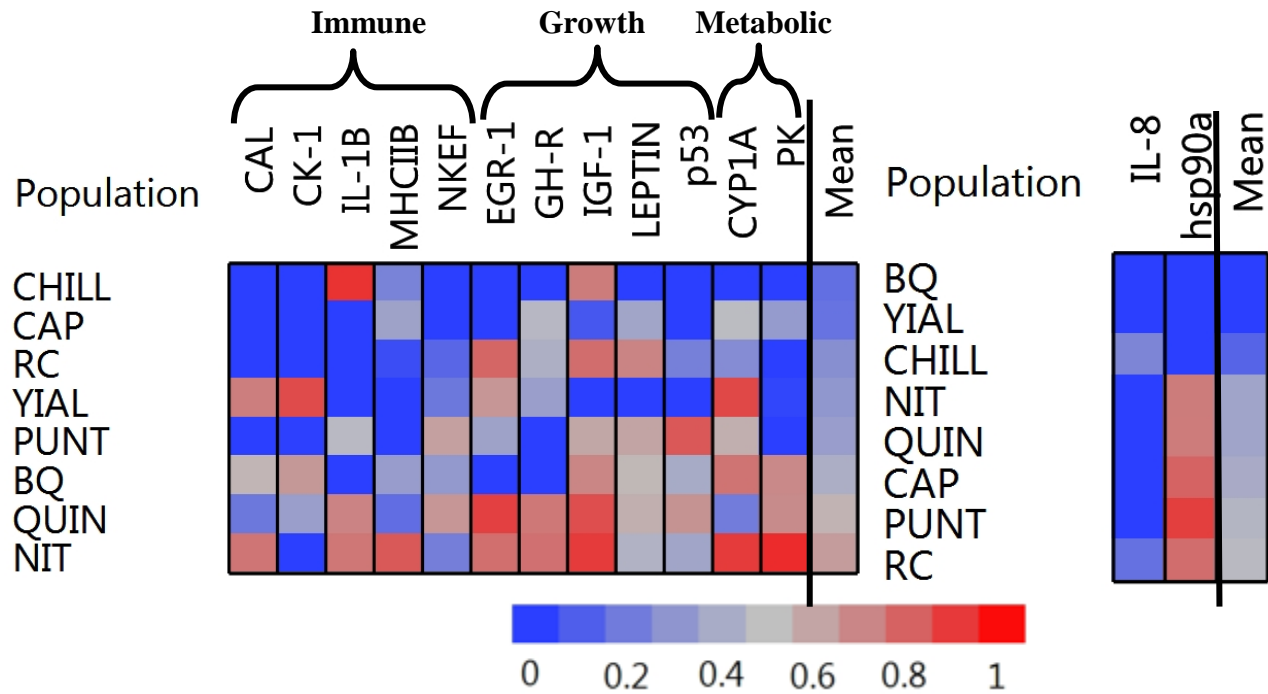 Immune Growth Metabolic
Population CAL CK-1 IL-1B MHCIIB NKEF EGR-1 GH-R IGF-1 LEPTIN p53 CYP1A PK Mean
CHILL
CAP
RC
YIAL
PUNT
BQ
QUIN
NIT
Population IL-8 hsp90a Mean
BQ
YIAL
CHILL
NIT
QUIN
CAP
PUNT
RC
0 0.2 0.4 0.6 0.8 1